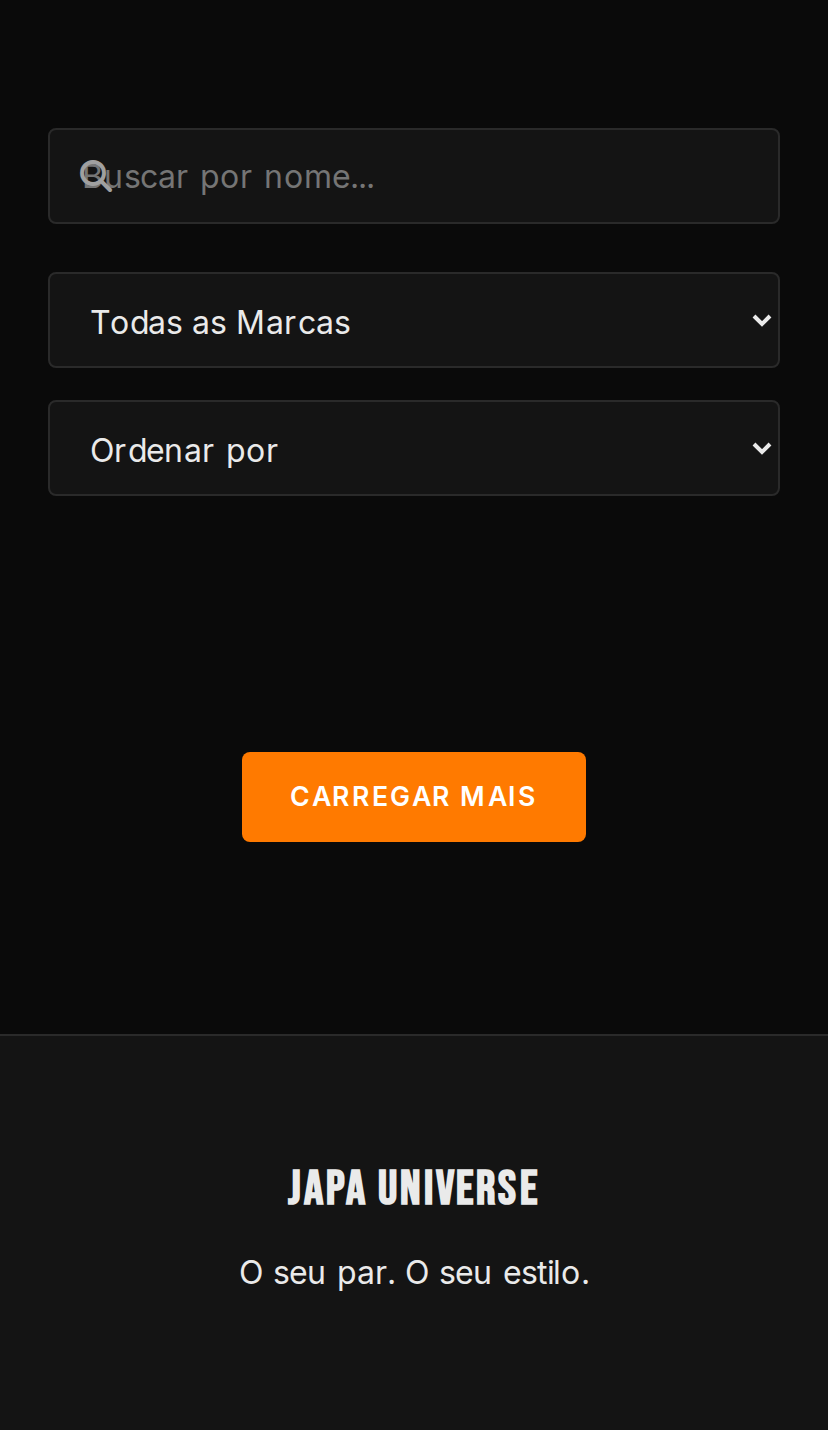 Buscar por nome...
Todas as Marcas
Ordenar por
CARREGAR MAIS
JAPA UNIVERSE
O seu par. O seu estilo.